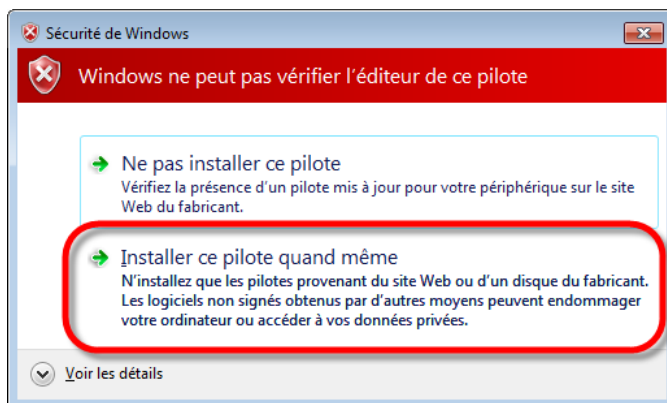 Sécurité de Windows
Windows ne peut pas vérifier l'éditeur de ce pilote
Ne pas installer ce pilote
Vérifiez la présence d'un pilote mis à jour pour votre périphérique sur le site
Web du fabricant.
Installer ce pilote quand même
N'installez que les pilotes provenant du site Web ou d'un disque du fabricant.
Les logiciels non signés obtenus par d'autres moyens peuvent endommager
votre ordinateur ou accéder à vos données privées.
Voir les détails